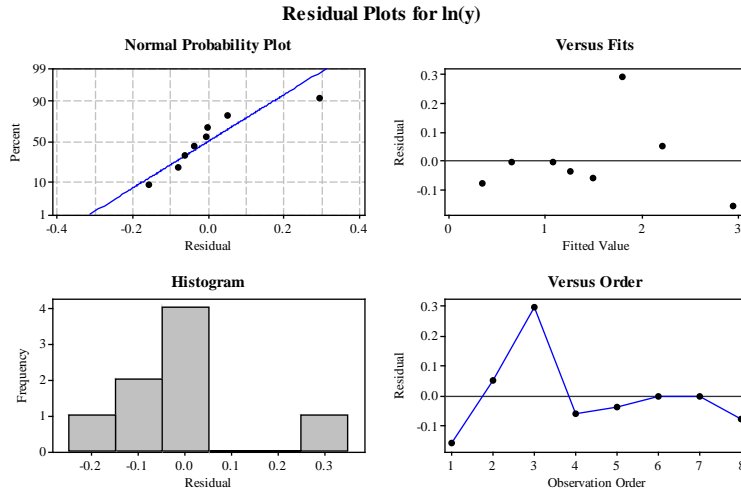 Residual Plots for ln(y)
Normal Probability Plot
99
90
50
10
1
Percent
-0.4 -0.2 0.0 0.2 0.4
Residual
Versus Fits
0.3
0.2
0.1
0.0
-0.1
Residual
0 1 2 3
Fitted Value
Histogram
4
3
2
1
0
Frequency
-0.2 -0.1 0.0 0.1 0.2 0.3
Residual
Versus Order
0.3
0.2
0.1
0.0
-0.1
Residual
1 2 3 4 5 6 7 8
Observation Order